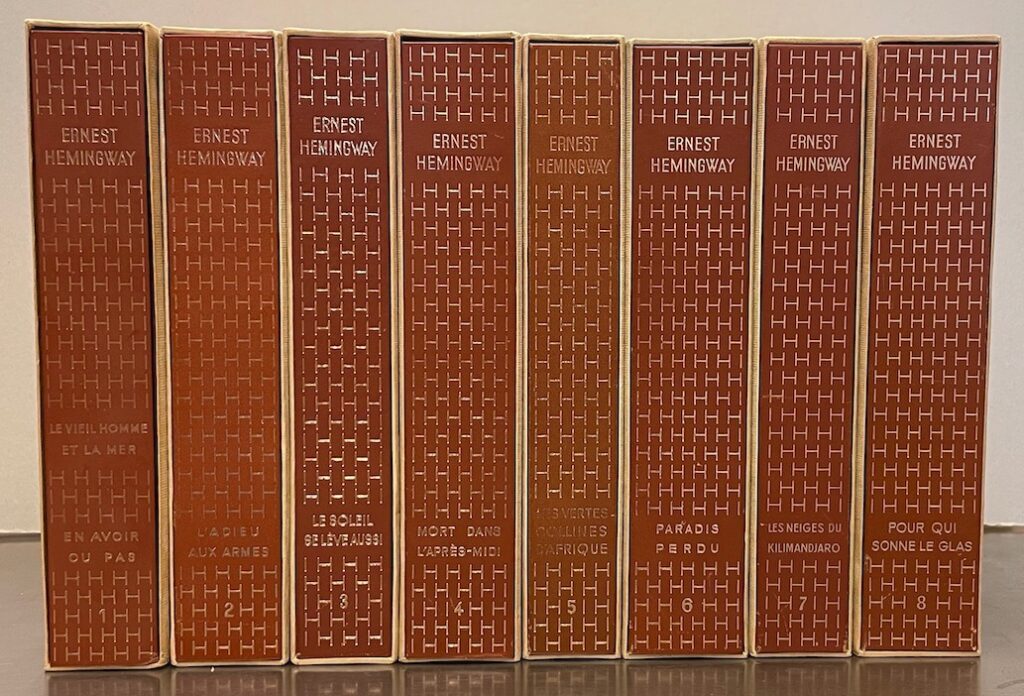 ERNEST
HEMINGWAY
LE VIEIL HOMME
ET LA MER
EN AVOIR
OU PAS
1
ERNEST
HEMINGWAY
L'ADIEU
AUX ARMES
2
ERNEST
HEMINGWAY
LE SOLEIL
SE LÈVE AUSSI
3
ERNEST
HEMINGWAY
MORT DANS
L'APRÈS-MIDI
4
ERNEST
HEMINGWAY
LES VERTES
COLLINES
D'AFRIQUE
5
ERNEST
HEMINGWAY
PARADIS
PERDU
6
ERNEST
HEMINGWAY
LES NEIGES DU
KILIMANDJARO
7
ERNEST
HEMINGWAY
POUR QUI
SONNE LE GLAS
8